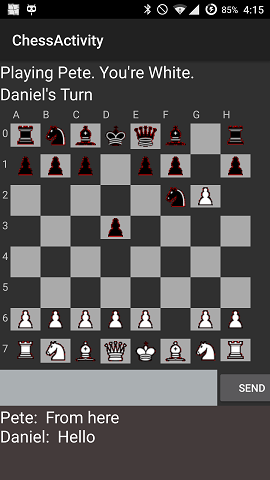 85% 4:15
ChessActivity
Playing Pete. You're White.
Daniel's Turn
A B C D E F G H
0
1
2
3
4
5
6
7
SEND
Pete: From here
Daniel: Hello